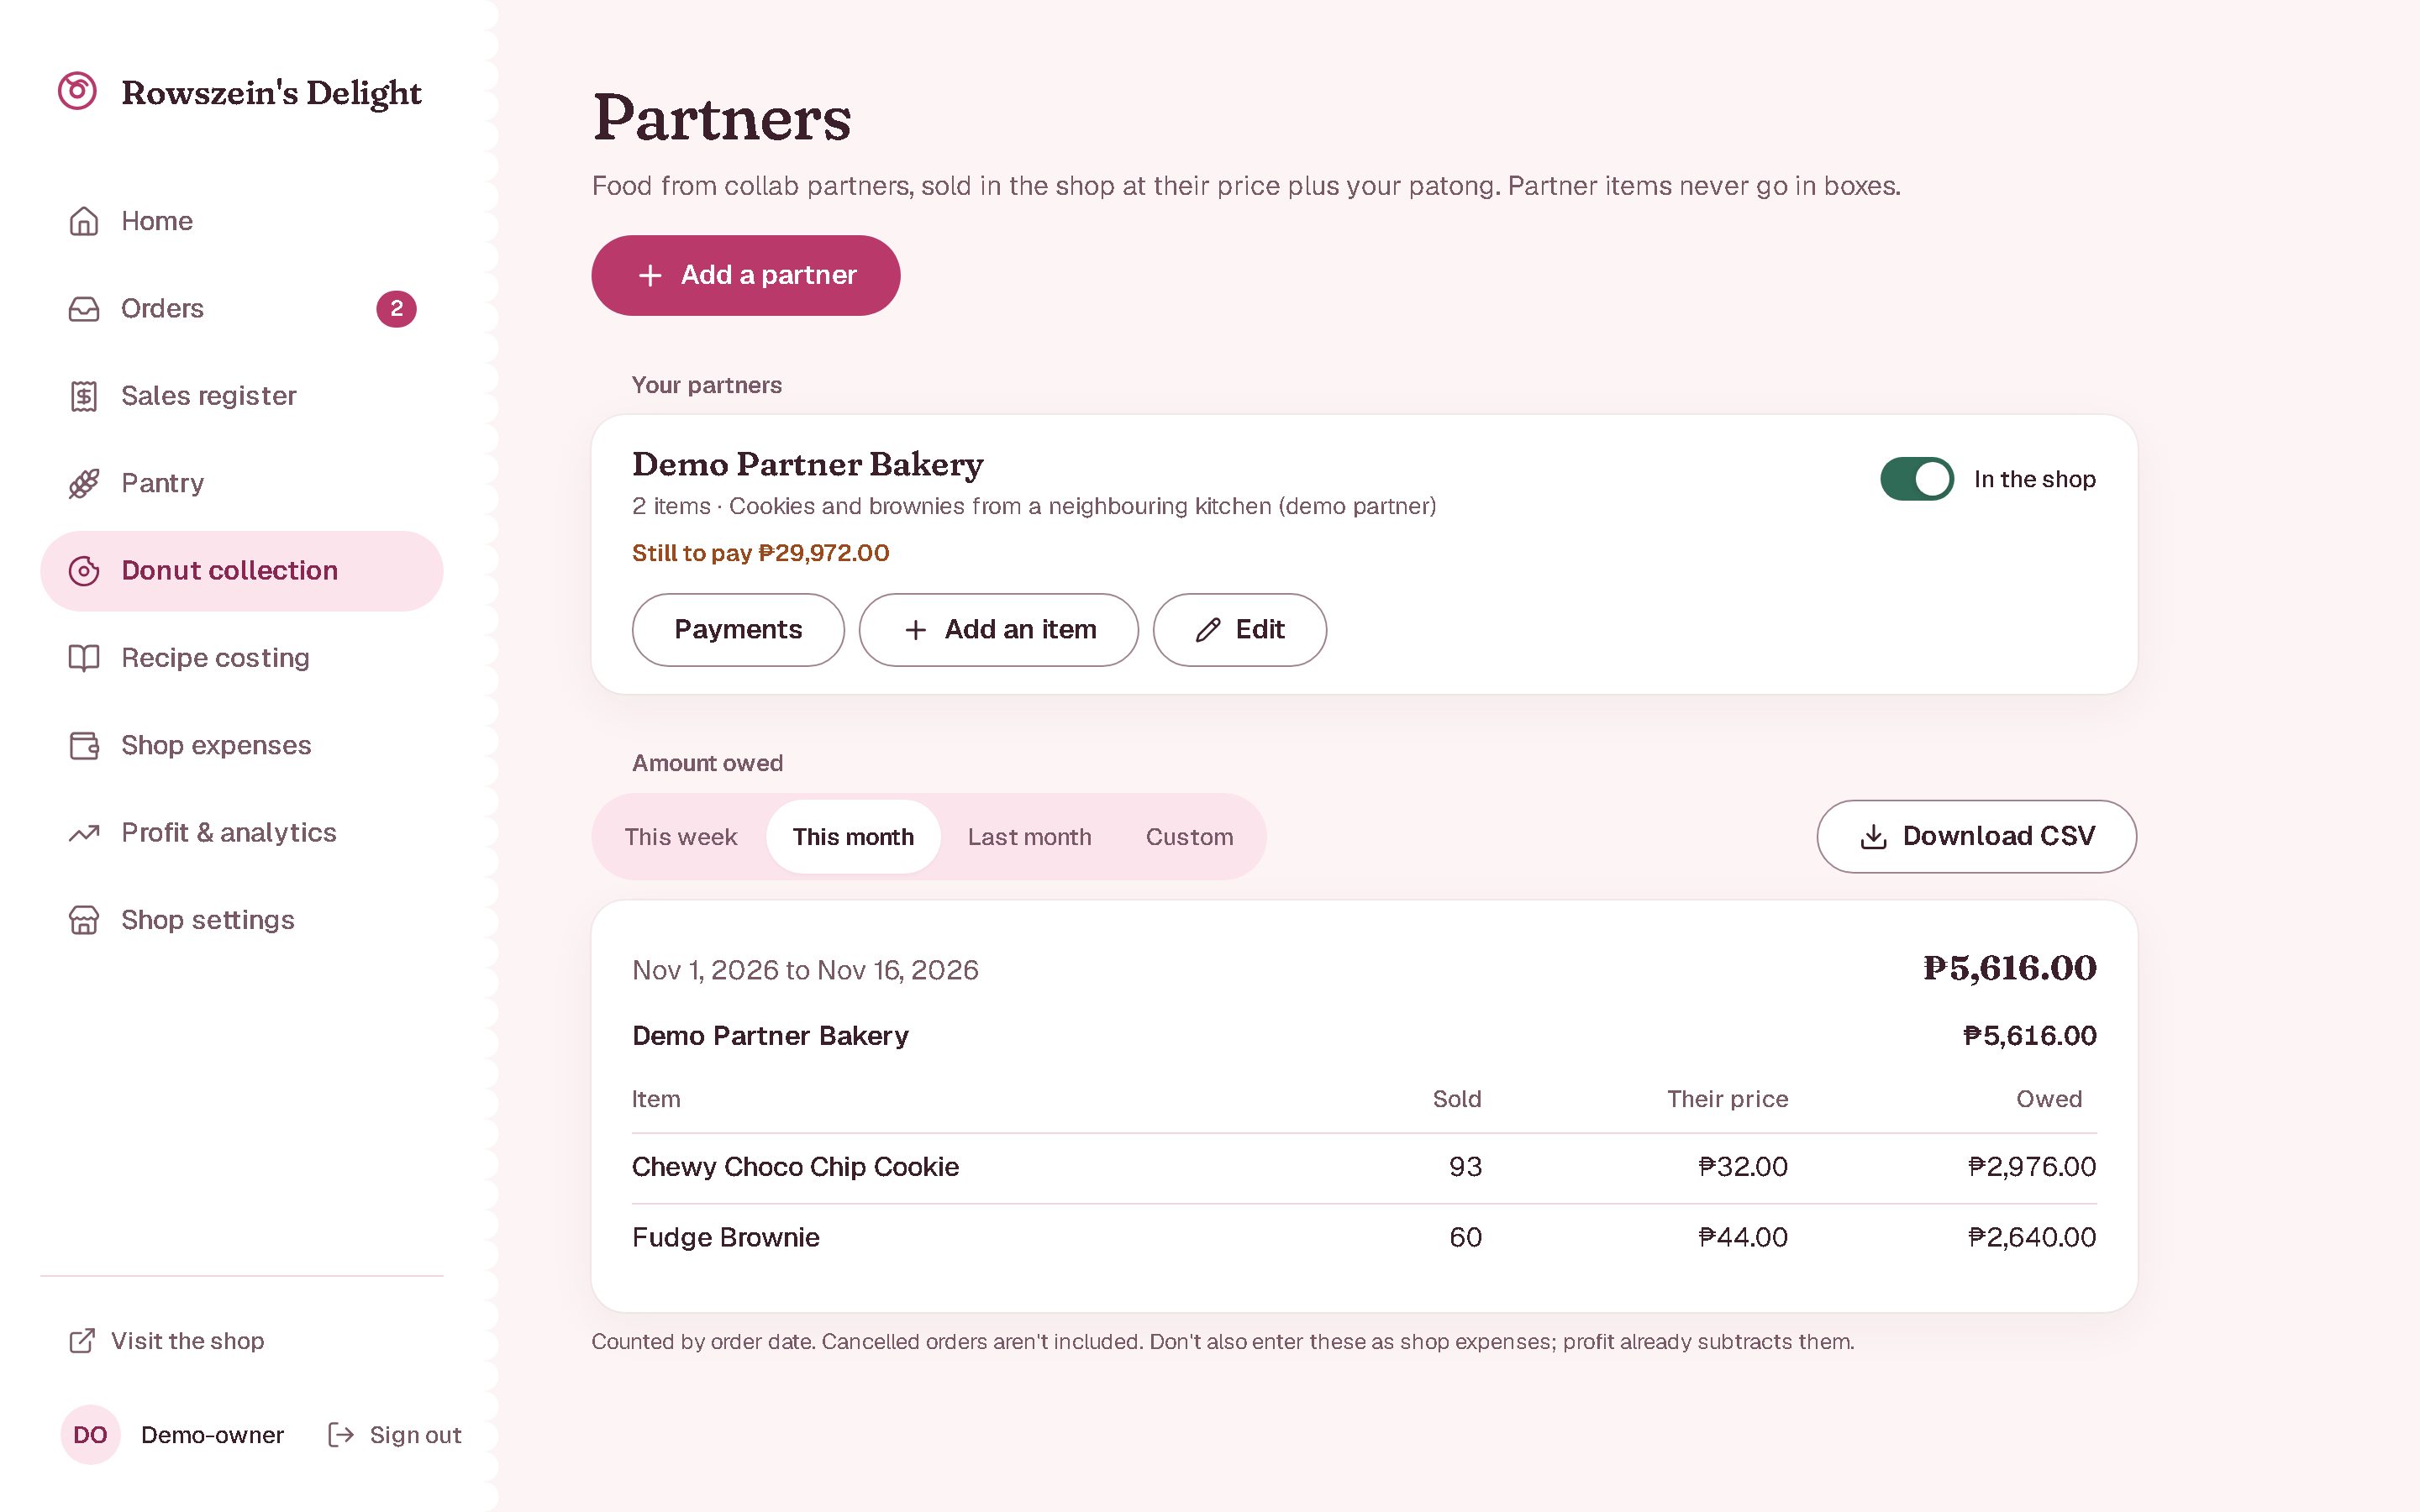 Rowszein's Delight
Home
Orders 2
Sales register
Pantry
Donut collection
Recipe costing
Shop expenses
Profit & analytics
Shop settings
Visit the shop
DO Demo-owner Sign out
Partners
Food from collab partners, sold in the shop at their price plus your patong. Partner items never go in boxes.
Add a partner
Your partners
Demo Partner Bakery
In the shop
2 items · Cookies and brownies from a neighbouring kitchen (demo partner)
Still to pay ₱29,972.00
Payments Add an item Edit
Amount owed
This week This month Last month Custom Download CSV
Nov 1, 2026 to Nov 16, 2026 ₱5,616.00
Demo Partner Bakery ₱5,616.00
Item Sold Their price Owed
Chewy Choco Chip Cookie 93 ₱32.00 ₱2,976.00
Fudge Brownie 60 ₱44.00 ₱2,640.00
Counted by order date. Cancelled orders aren't included. Don't also enter these as shop expenses; profit already subtracts them.